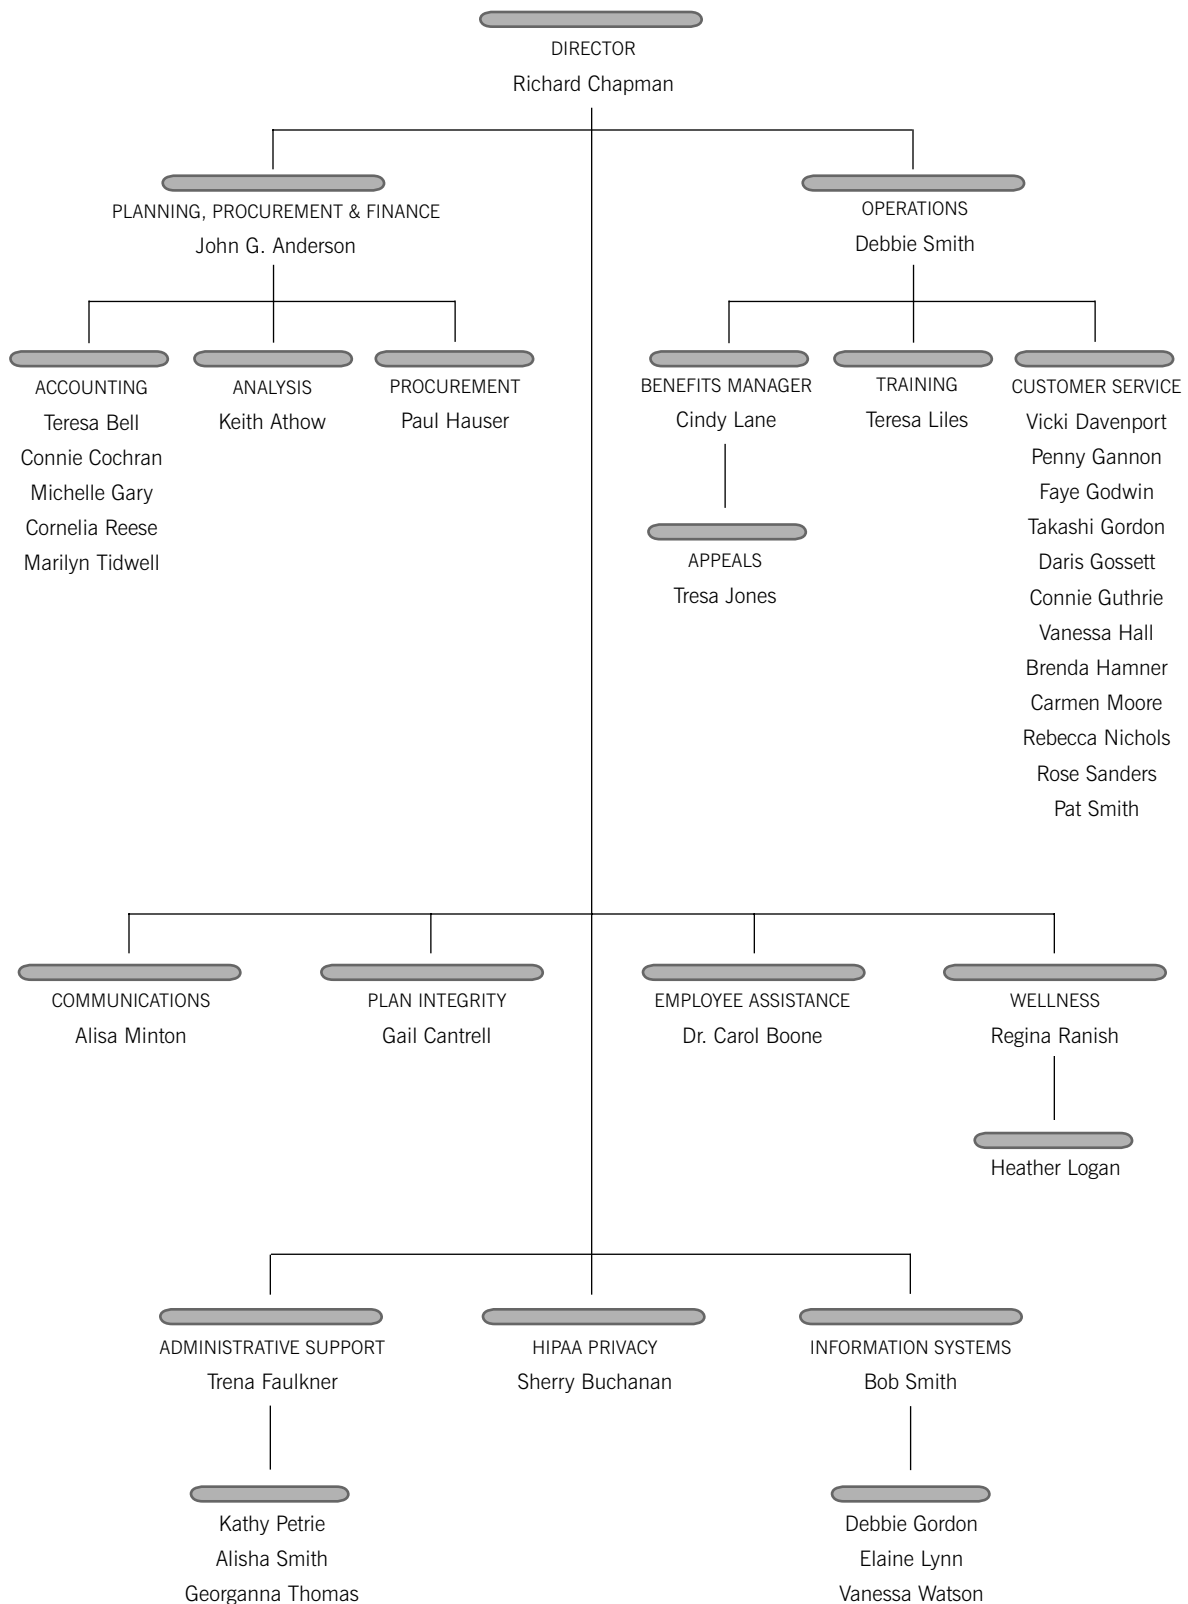 DIRECTOR
Richard Chapman
PLANNING, PROCUREMENT & FINANCE
John G. Anderson
OPERATIONS
Debbie Smith
ACCOUNTING
Teresa Bell
Connie Cochran
Michelle Gary
Cornelia Reese
Marilyn Tidwell
ANALYSIS
Keith Athow
PROCUREMENT
Paul Hauser
BENEFITS MANAGER
Cindy Lane
APPEALS
Tresa Jones
TRAINING
Teresa Liles
CUSTOMER SERVICE
Vicki Davenport
Penny Gannon
Faye Godwin
Takashi Gordon
Daris Gossett
Connie Guthrie
Vanessa Hall
Brenda Hamner
Carmen Moore
Rebecca Nichols
Rose Sanders
Pat Smith
COMMUNICATIONS
Alisa Minton
PLAN INTEGRITY
Gail Cantrell
EMPLOYEE ASSISTANCE
Dr. Carol Boone
WELLNESS
Regina Ranish
Heather Logan
ADMINISTRATIVE SUPPORT
Trena Faulkner
Kathy Petrie
Alisha Smith
Georganna Thomas
HIPAA PRIVACY
Sherry Buchanan
INFORMATION SYSTEMS
Bob Smith
Debbie Gordon
Elaine Lynn
Vanessa Watson